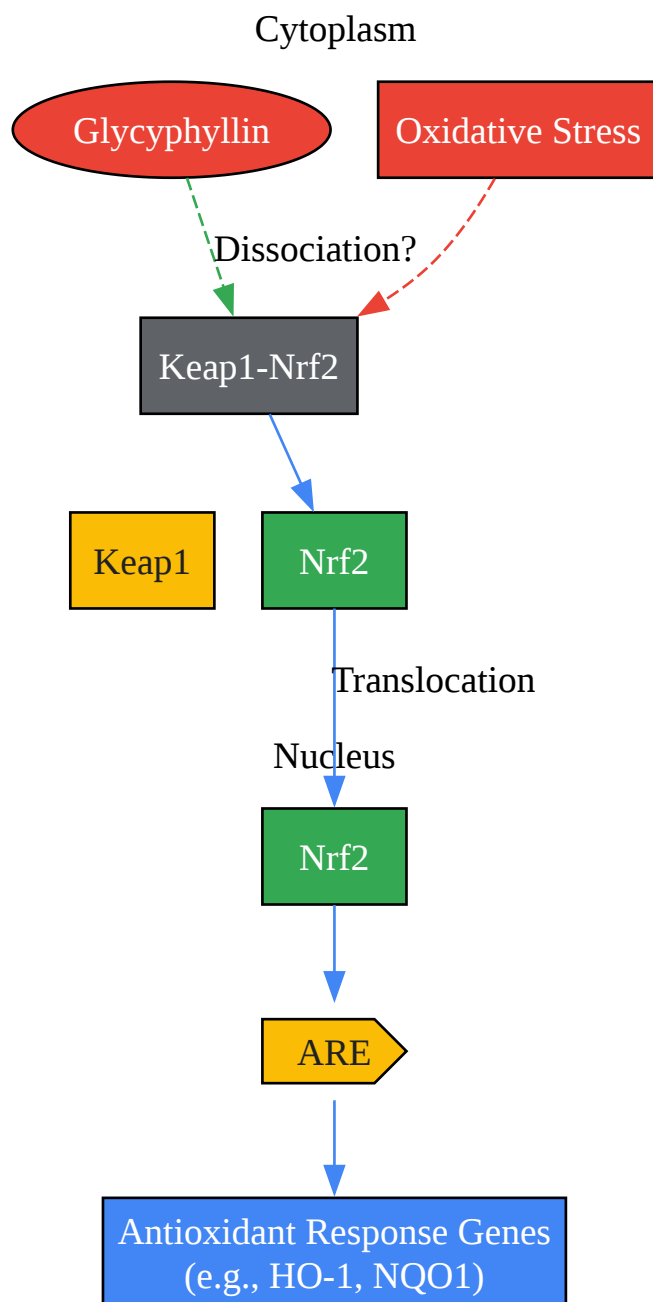 Cytoplasm
Glycyphyllin
Oxidative Stress
Dissociation?
Keap1-Nrf2
Keap1
Nrf2
Translocation
Nucleus
Nrf2
ARE
Antioxidant Response Genes
(e.g., HO-1, NQO1)